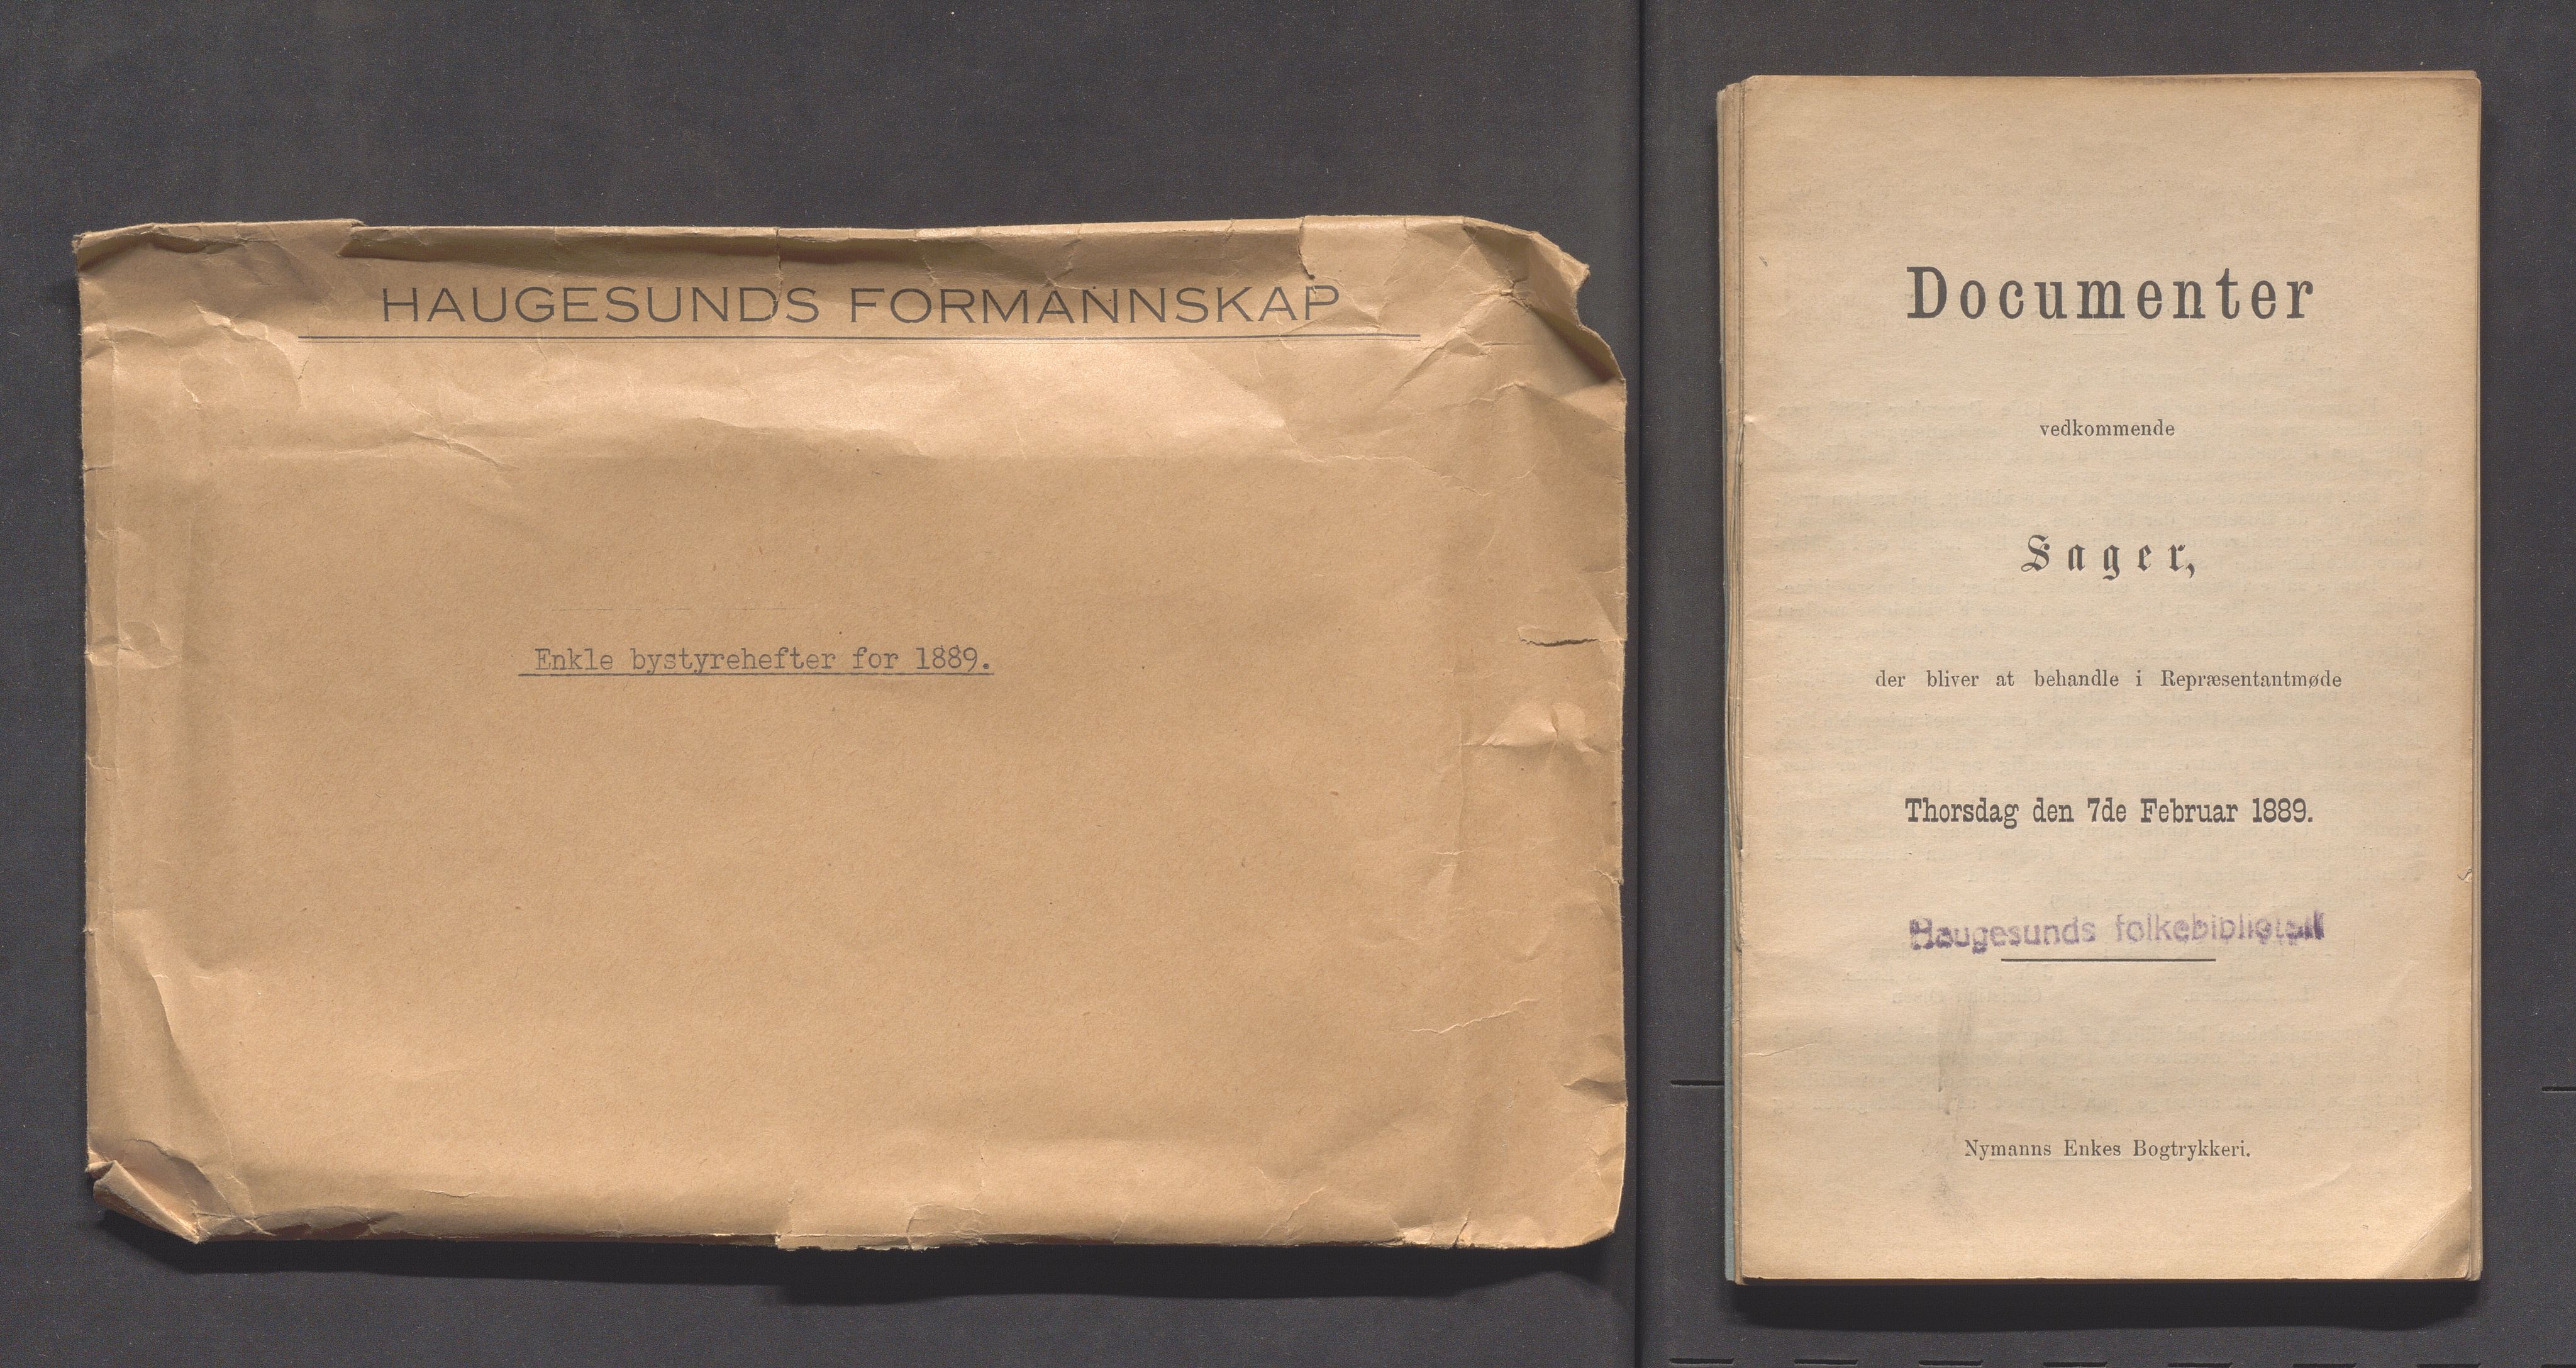 HAUGESUNDS FORMANNSKAP
Enkle bystyrehefter for 1889.
Documenter
vedkommende
Sager,
der bliver at behandle i Repræsentantmøde
Thorsdag den 7de Februar 1889.
Haugesunds folkebibliotek
Nymanns Enkes Bogtrykkeri.